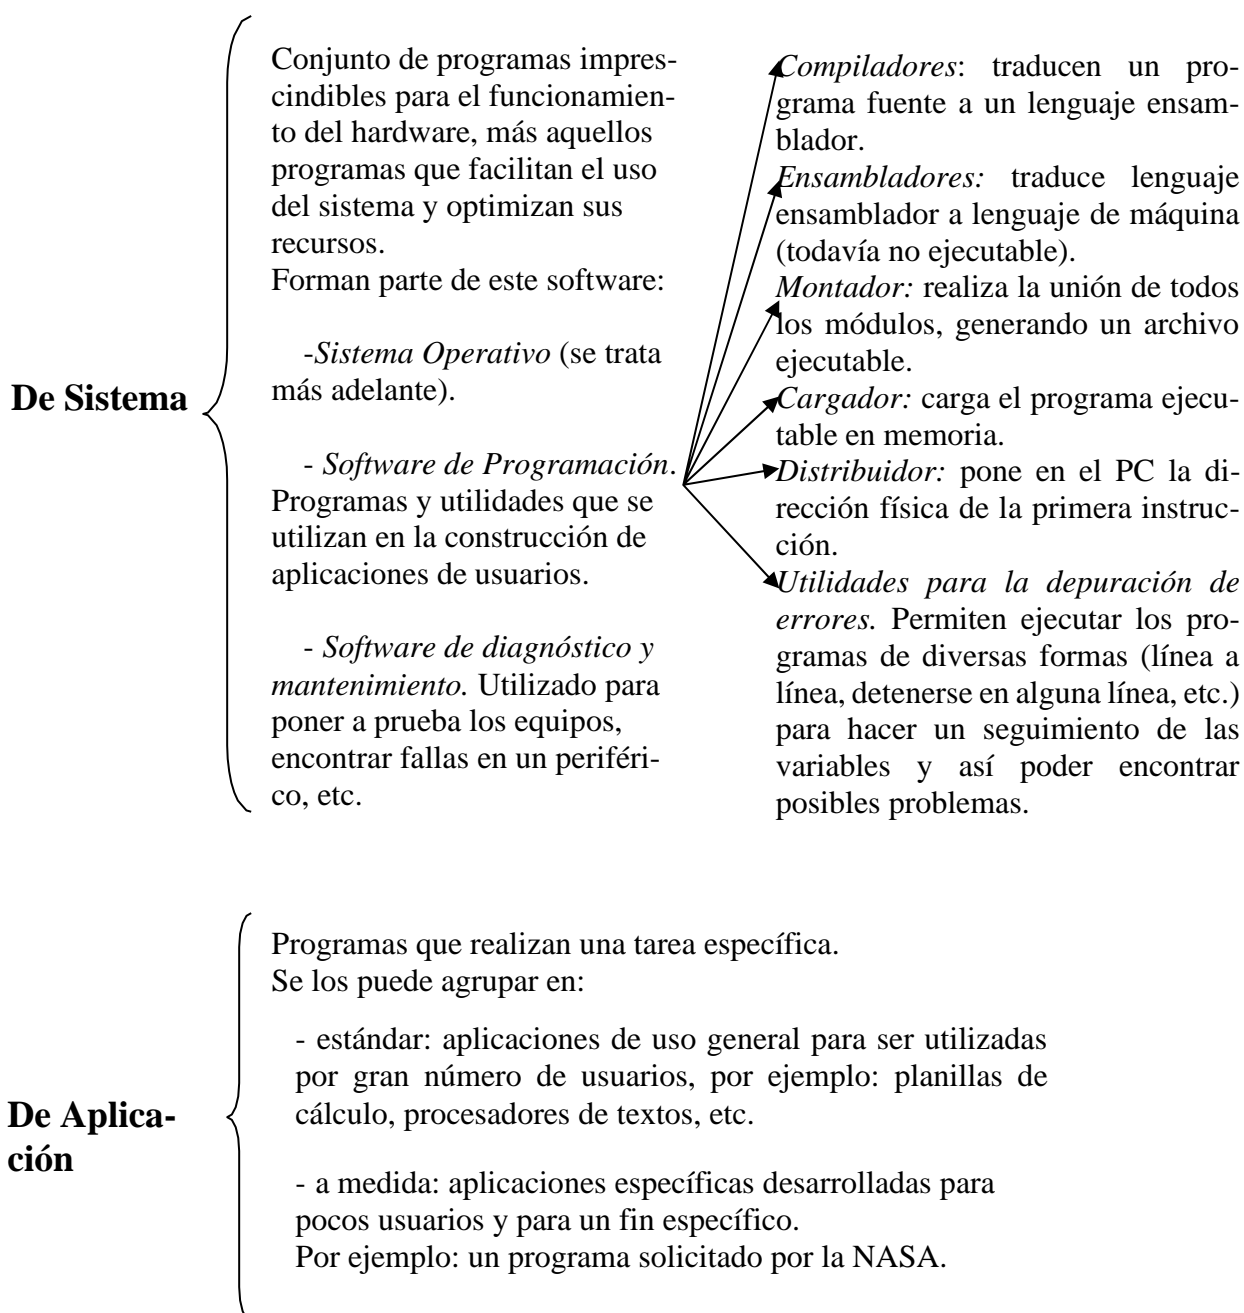 De Sistema
Conjunto de programas impres-
cindibles para el funcionamien-
to del hardware, más aquellos
programas que facilitan el uso
del sistema y optimizan sus
recursos.
Forman parte de este software:
-Sistema Operativo (se trata
más adelante).
- Software de Programación.
Programas y utilidades que se
utilizan en la construcción de
aplicaciones de usuarios.
- Software de diagnóstico y
mantenimiento. Utilizado para
poner a prueba los equipos,
encontrar fallas en un periféri-
co, etc.
Compiladores: traducen un pro-
grama fuente a un lenguaje ensam-
blador.
Ensambladores: traduce lenguaje
ensamblador a lenguaje de máquina
(todavía no ejecutable).
Montador: realiza la unión de todos
los módulos, generando un archivo
ejecutable.
Cargador: carga el programa ejecu-
table en memoria.
Distribuidor: pone en el PC la di-
rección física de la primera instruc-
ción.
Utilidades para la depuración de
errores. Permiten ejecutar los pro-
gramas de diversas formas (línea a
línea, detenerse en alguna línea, etc.)
para hacer un seguimiento de las
variables y así poder encontrar
posibles problemas.
De Aplica-
ción
Programas que realizan una tarea específica.
Se los puede agrupar en:
- estándar: aplicaciones de uso general para ser utilizadas
por gran número de usuarios, por ejemplo: planillas de
cálculo, procesadores de textos, etc.
- a medida: aplicaciones específicas desarrolladas para
pocos usuarios y para un fin específico.
Por ejemplo: un programa solicitado por la NASA.